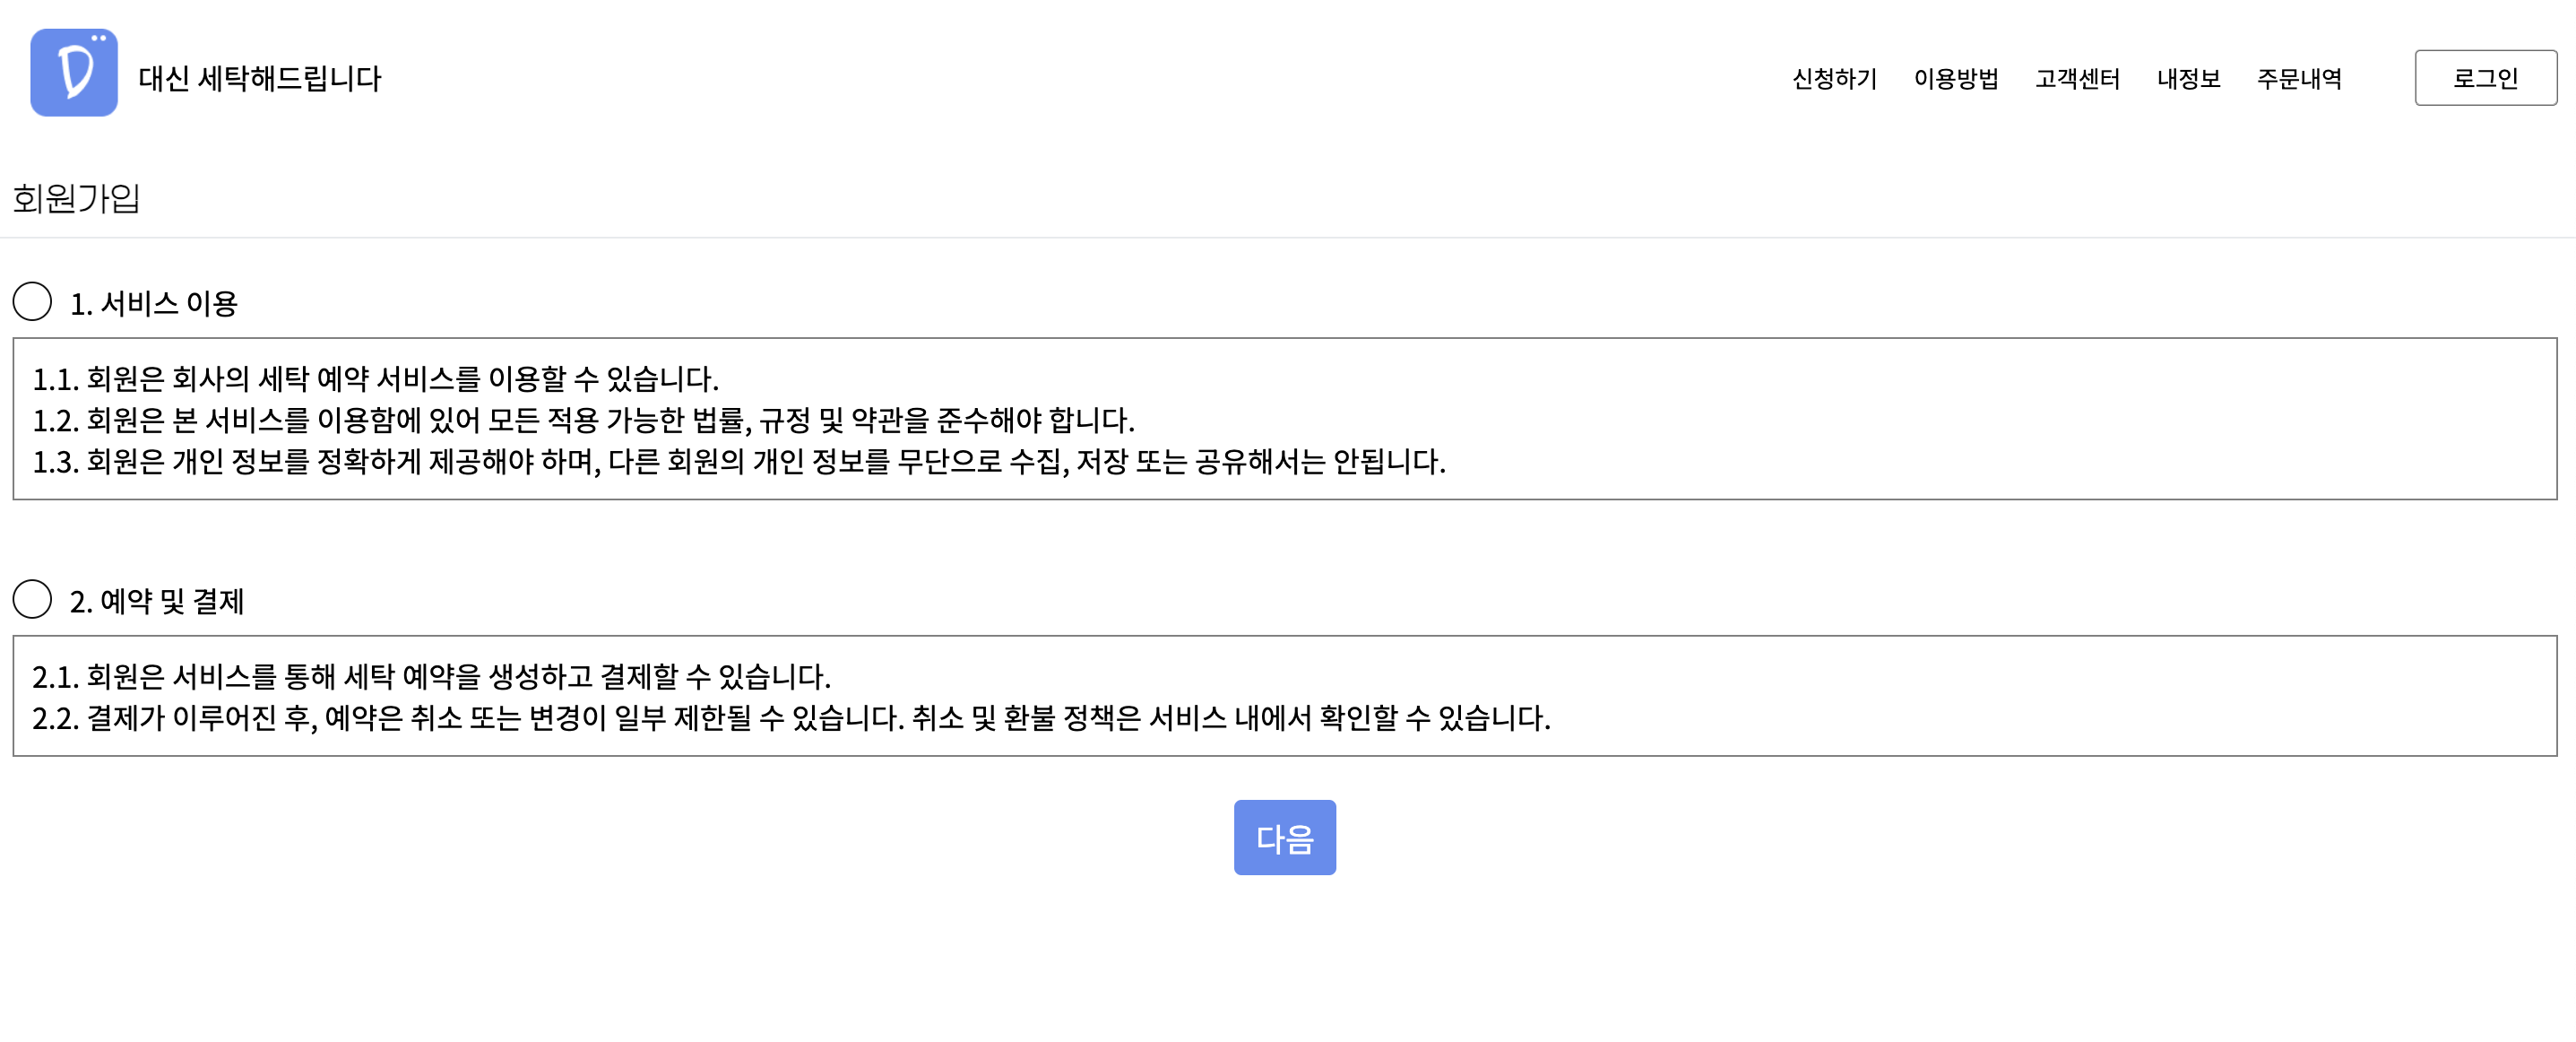 D
대신 세탁해드립니다
신청하기 이용방법 고객센터 내정보 주문내역 로그인
회원가입
1. 서비스 이용
1.1. 회원은 회사의 세탁 예약 서비스를 이용할 수 있습니다.
1.2. 회원은 본 서비스를 이용함에 있어 모든 적용 가능한 법률, 규정 및 약관을 준수해야 합니다.
1.3. 회원은 개인 정보를 정확하게 제공해야 하며, 다른 회원의 개인 정보를 무단으로 수집, 저장 또는 공유해서는 안됩니다.
2. 예약 및 결제
2.1. 회원은 서비스를 통해 세탁 예약을 생성하고 결제할 수 있습니다.
2.2. 결제가 이루어진 후, 예약은 취소 또는 변경이 일부 제한될 수 있습니다. 취소 및 환불 정책은 서비스 내에서 확인할 수 있습니다.
다음